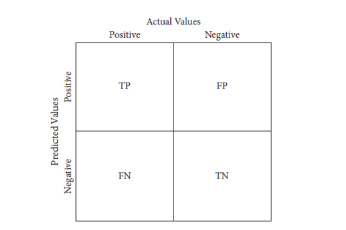 Actual Values
Positive Negative
Predicted Values
Positive
TP FP
Negative
FN TN